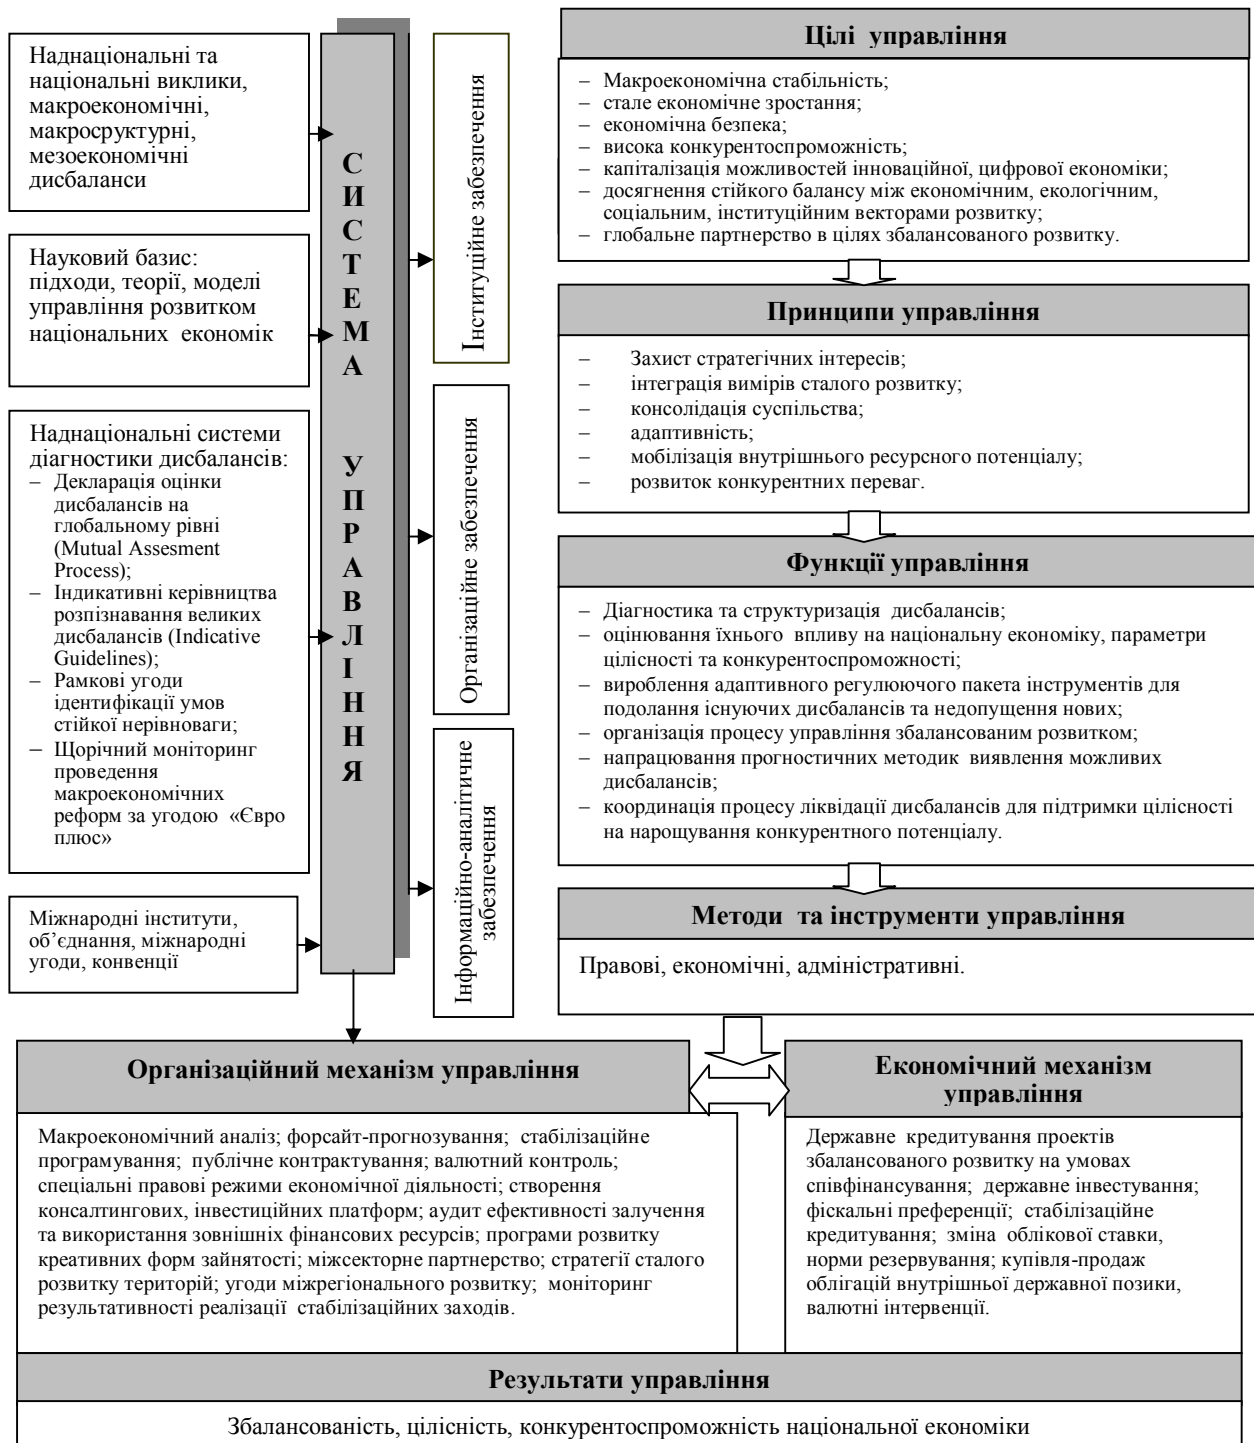 Наднаціональні та
національні виклики,
макроекономічні,
макросруктурні,
мезоекономічні
дисбаланси
Науковий базис:
підходи, теорії, моделі
управління розвитком
національних економік
Наднаціональні системи
діагностики дисбалансів:
– Декларація оцінки
дисбалансів на
глобальному рівні
(Mutual Assesment
Process);
– Індикативні керівництва
розпізнавання великих
дисбалансів (Indicative
Guidelines);
– Рамкові угоди
ідентифікації умов
стійкої нерівноваги;
– Щорічний моніторинг
проведення
макроекономічних
реформ за угодою «Євро
плюс»
Міжнародні інститути,
об’єднання, міжнародні
угоди, конвенції
СИСТЕМА УПРАВЛІННЯ
Інституційне забезпечення
Організаційне забезпечення
Інформаційно-аналітичне
забезпечення
Цілі управління
– Макроекономічна стабільність;
– стале економічне зростання;
– економічна безпека;
– висока конкурентоспроможність;
– капіталізація можливостей інноваційної, цифрової економіки;
– досягнення стійкого балансу між економічним, екологічним,
соціальним, інституційним векторами розвитку;
– глобальне партнерство в цілях збалансованого розвитку.
Принципи управління
– Захист стратегічних інтересів;
– інтеграція вимірів сталого розвитку;
– консолідація суспільства;
– адаптивність;
– мобілізація внутрішнього ресурсного потенціалу;
– розвиток конкурентних переваг.
Функції управління
– Діагностика та структуризація дисбалансів;
– оцінювання їхнього впливу на національну економіку, параметри
цілісності та конкурентоспроможності;
– вироблення адаптивного регулюючого пакета інструментів для
подолання існуючих дисбалансів та недопущення нових;
– організація процесу управління збалансованим розвитком;
– напрацювання прогностичних методик виявлення можливих
дисбалансів;
– координація процесу ліквідації дисбалансів для підтримки цілісності
на нарощування конкурентного потенціалу.
Методи та інструменти управління
Правові, економічні, адміністративні.
Організаційний механізм управління
Макроекономічний аналіз; форсайт-прогнозування; стабілізаційне
програмування; публічне контрактування; валютний контроль;
спеціальні правові режими економічної діяльності; створення
консалтингових, інвестиційних платформ; аудит ефективності залучення
та використання зовнішніх фінансових ресурсів; програми розвитку
креативних форм зайнятості; міжсекторне партнерство; стратегії сталого
розвитку територій; угоди міжрегіонального розвитку; моніторинг
результативності реалізації стабілізаційних заходів.
Економічний механізм
управління
Державне кредитування проектів
збалансованого розвитку на умовах
співфінансування; державне інвестування;
фіскальні преференції; стабілізаційне
кредитування; зміна облікової ставки,
норми резервування; купівля-продаж
облігацій внутрішньої державної позики,
валютні інтервенції.
Результати управління
Збалансованість, цілісність, конкурентоспроможність національної економіки